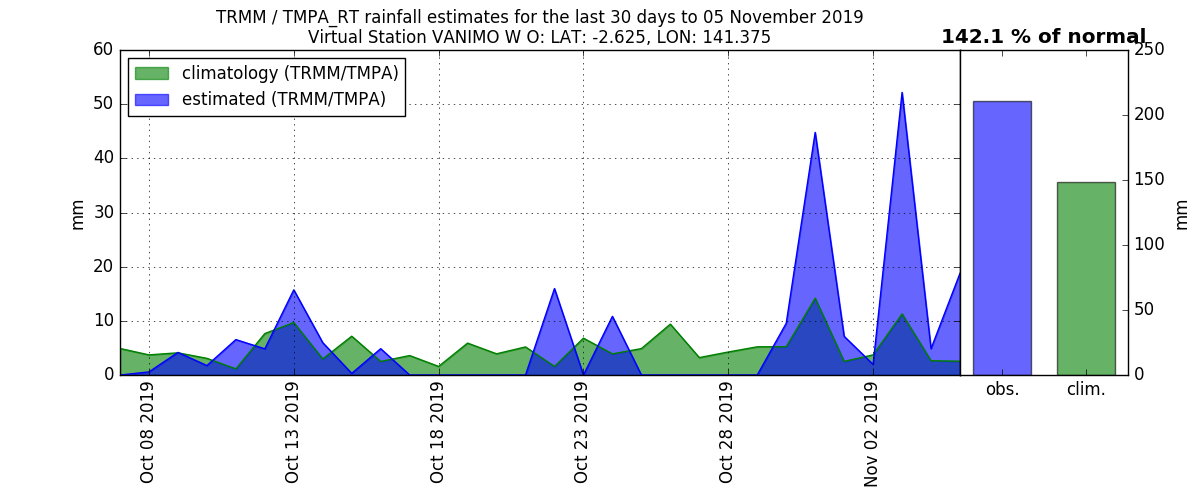 TRMM / TMPA_RT rainfall estimates for the last 30 days to 05 November 2019
Virtual Station VANIMO W O: LAT: -2.625, LON: 141.375
142.1 % of normal
climatology (TRMM/TMPA)
estimated (TRMM/TMPA)
60
50
40
30
20
10
0
mm
Oct 08 2019
Oct 13 2019
Oct 18 2019
Oct 23 2019
Oct 28 2019
Nov 02 2019
obs.
clim.
250
200
150
100
50
0
mm